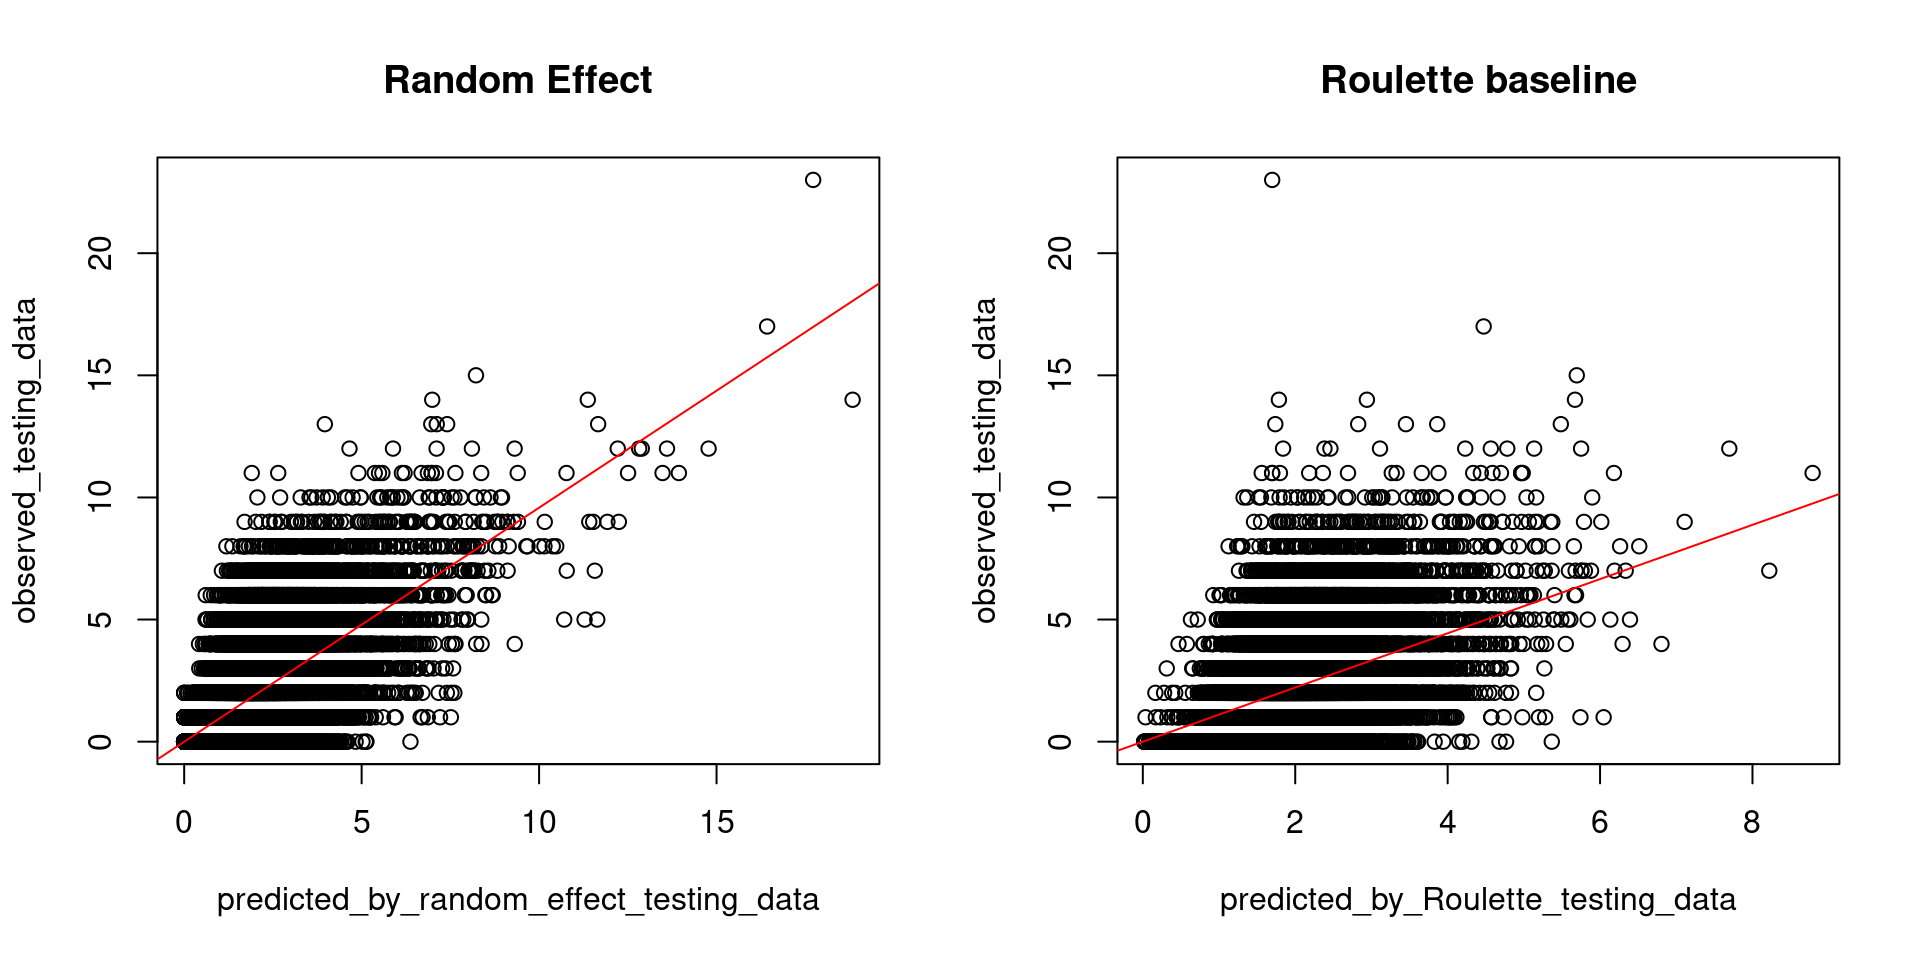 Random Effect
observed_testing_data
20
15
10
5
0
0 5 10 15
predicted_by_random_effect_testing_data
Roulette baseline
observed_testing_data
20
15
10
5
0
0 2 4 6 8
predicted_by_Roulette_testing_data